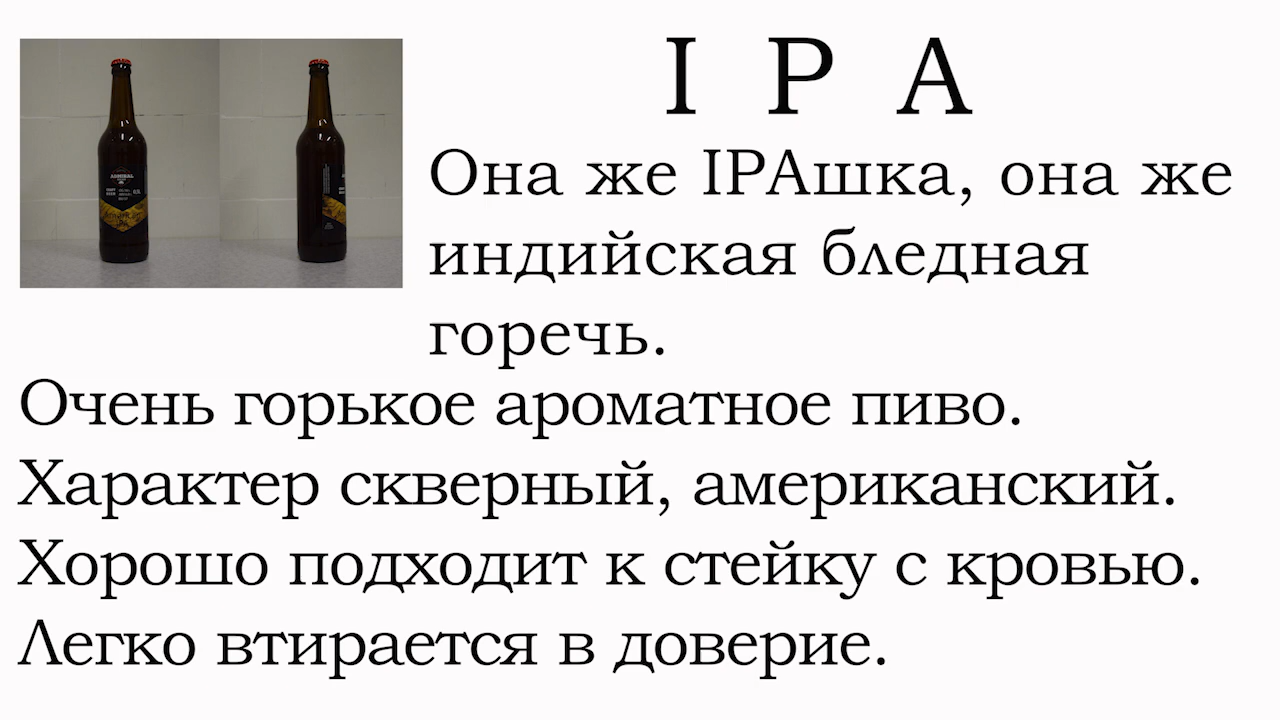 I P A
Она же IPAшка, она же
индийская бледная
горечь.
Очень горькое ароматное пиво.
Характер скверный, американский.
Хорошо подходит к стейку с кровью.
Легко втирается в доверие.
ADMIRAL